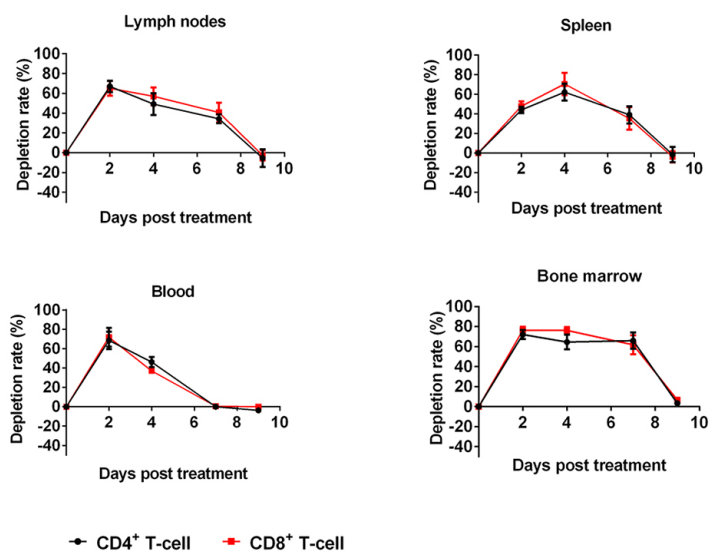 Lymph nodes
Depletion rate (%)
100
80
60
40
20
0
-20
-40
2 4 6 8 10
Days post treatment
Spleen
Depletion rate (%)
100
80
60
40
20
0
-20
-40
2 4 6 8 10
Days post treatment
Blood
Depletion rate (%)
100
80
60
40
20
0
-20
-40
2 4 6 8 10
Days post treatment
Bone marrow
Depletion rate (%)
100
80
60
40
20
0
-20
-40
2 4 6 8 10
Days post treatment
CD4⁺ T-cell CD8⁺ T-cell